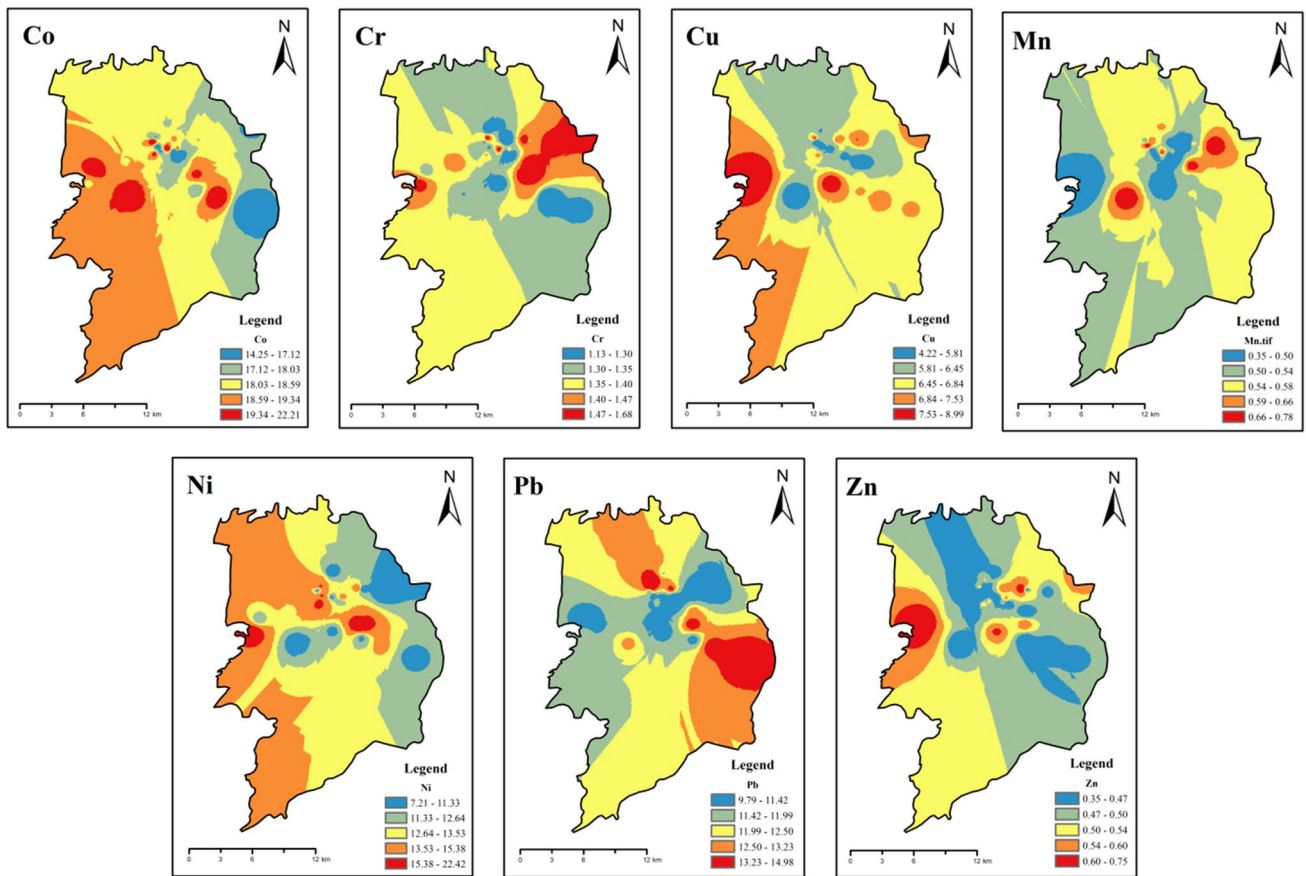 Co
N
Legend
Co
14.25 - 17.12
17.12 - 18.03
18.03 - 18.59
18.59 - 19.34
19.34 - 22.21
0 3 6 12 km
Cr
N
Legend
Cr
1.13 - 1.30
1.30 - 1.35
1.35 - 1.40
1.40 - 1.47
1.47 - 1.68
0 3 6 12 km
Cu
N
Legend
Cu
4.22 - 5.81
5.81 - 6.45
6.45 - 6.84
6.84 - 7.53
7.53 - 8.99
0 3 6 12 km
Mn
N
Legend
Mn.tif
0.35 - 0.50
0.50 - 0.54
0.54 - 0.58
0.59 - 0.66
0.66 - 0.78
0 3 6 12 km
Ni
N
Legend
Ni
7.21 - 11.33
11.33 - 12.64
12.64 - 13.53
13.53 - 15.38
15.38 - 22.42
0 3 6 12 km
Pb
N
Legend
Pb
9.79 - 11.42
11.42 - 11.99
11.99 - 12.50
12.50 - 13.23
13.23 - 14.98
0 3 6 12 km
Zn
N
Legend
Zn
0.35 - 0.47
0.47 - 0.50
0.50 - 0.54
0.54 - 0.60
0.60 - 0.75
0 3 6 12 km